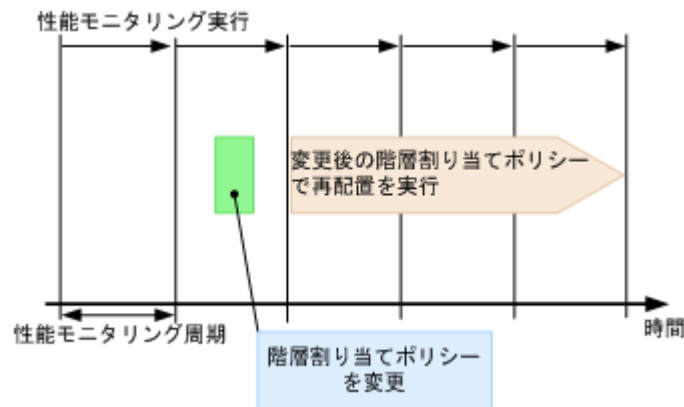 性能モニタリング実行
変更後の階層割り当てポリシー
で再配置を実行
性能モニタリング周期
時間
階層割り当てポリシー
を変更